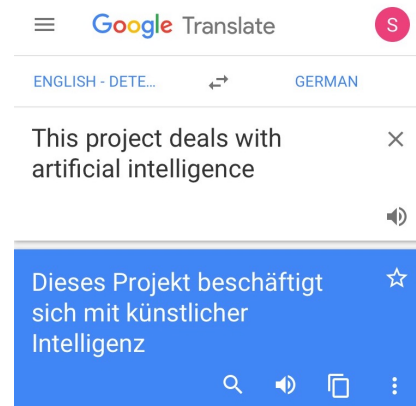 Google Translate
S
ENGLISH - DETE...
GERMAN
This project deals with
artificial intelligence
Dieses Projekt beschäftigt
sich mit künstlicher
Intelligenz